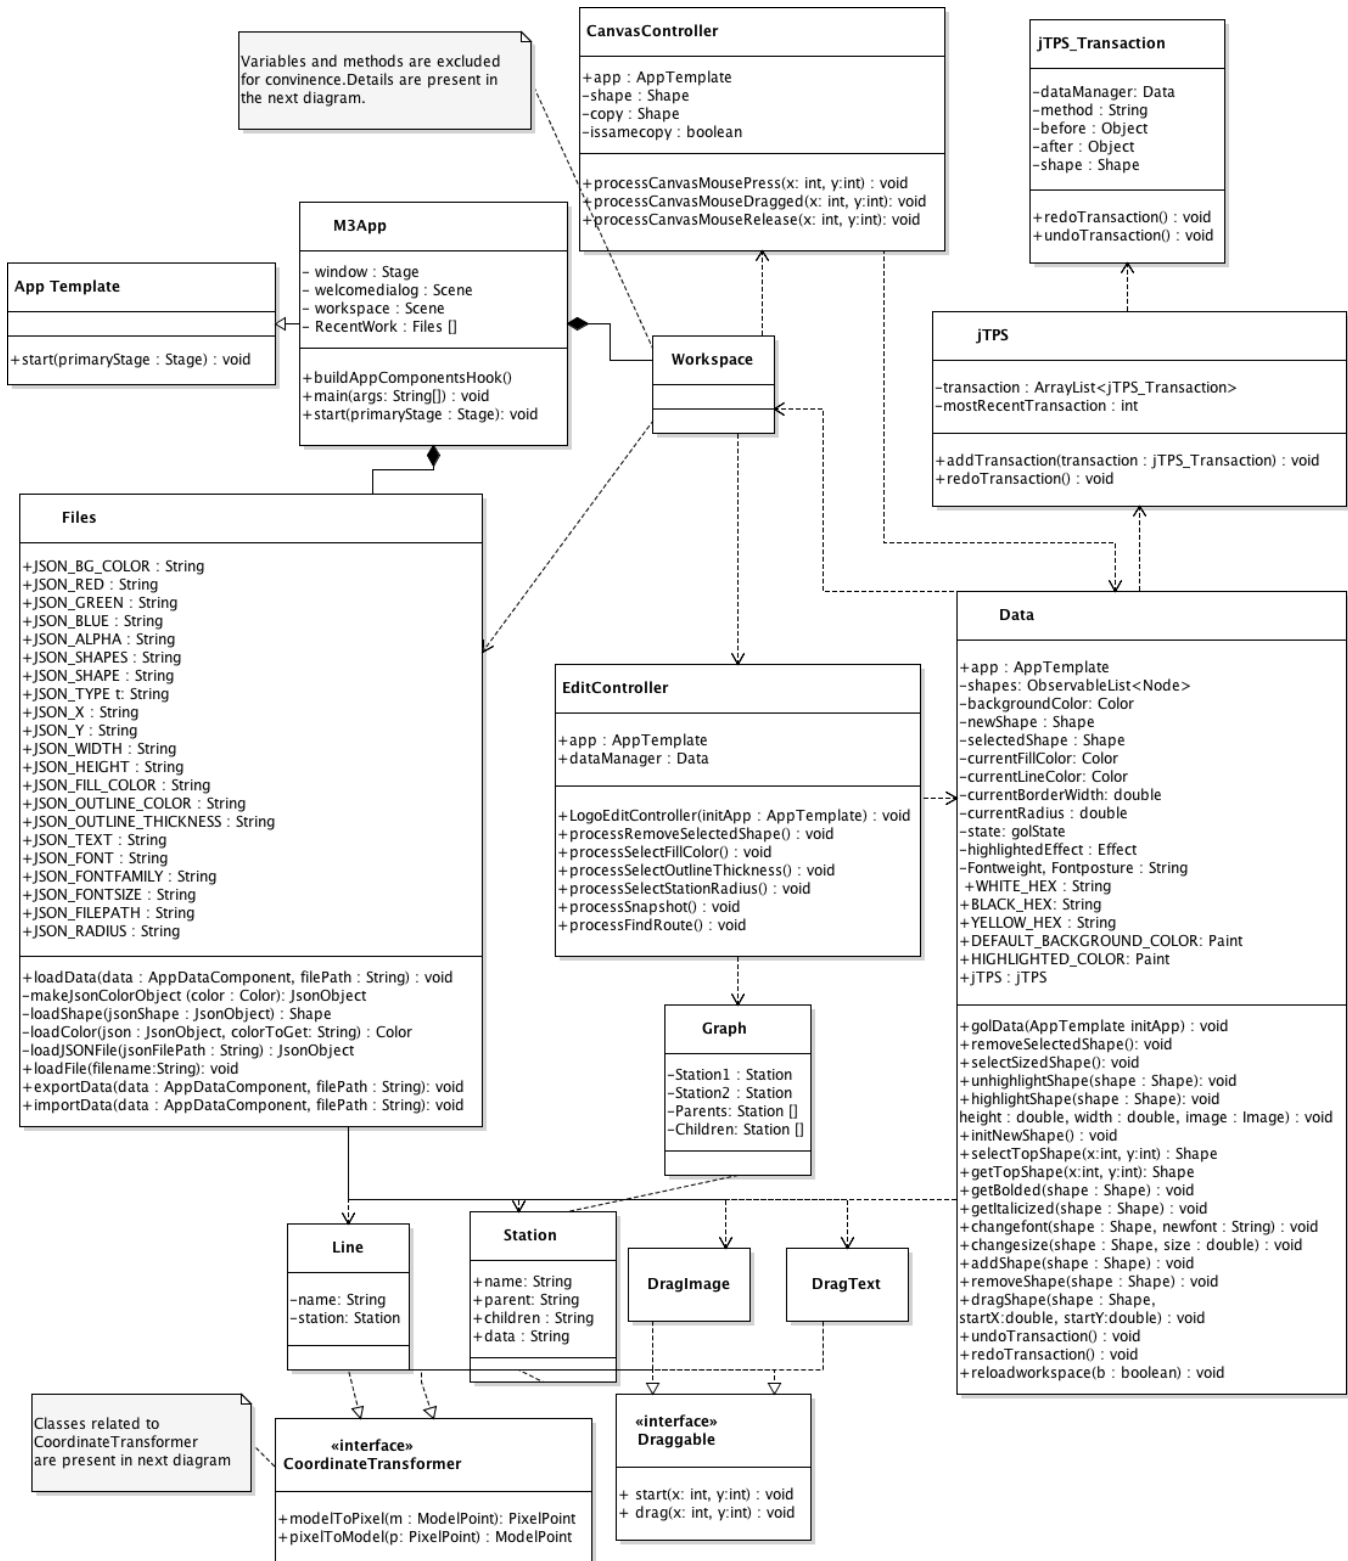 Variables and methods are excluded
for convinence.Details are present in
the next diagram.
CanvasController
+app : AppTemplate
-shape : Shape
-copy : Shape
-issamecopy : boolean
+processCanvasMousePress(x: int, y:int) : void
+processCanvasMouseDragged(x: int, y:int): void
+processCanvasMouseRelease(x: int, y:int): void
jTPS_Transaction
-dataManager: Data
-method : String
-before : Object
-after : Object
-shape : Shape
+redoTransaction() : void
+undoTransaction() : void
M3App
- window : Stage
- welcomedialog : Scene
- workspace : Scene
- RecentWork : Files []
+buildAppComponentsHook()
+main(args: String[]) : void
+start(primaryStage : Stage): void
App Template
+start(primaryStage : Stage) : void
Workspace
jTPS
-transaction : ArrayList<jTPS_Transaction>
-mostRecentTransaction : int
+addTransaction(transaction : jTPS_Transaction) : void
+redoTransaction() : void
Files
+JSON_BG_COLOR : String
+JSON_RED : String
+JSON_GREEN : String
+JSON_BLUE : String
+JSON_ALPHA : String
+JSON_SHAPES : String
+JSON_SHAPE : String
+JSON_TYPE t: String
+JSON_X : String
+JSON_Y : String
+JSON_WIDTH : String
+JSON_HEIGHT : String
+JSON_FILL_COLOR : String
+JSON_OUTLINE_COLOR : String
+JSON_OUTLINE_THICKNESS : String
+JSON_TEXT : String
+JSON_FONT : String
+JSON_FONTFAMILY : String
+JSON_FONTSIZE : String
+JSON_FILEPATH : String
+JSON_RADIUS : String
+loadData(data : AppDataComponent, filePath : String) : void
-makeJsonColorObject (color : Color): JsonObject
-loadShape(jsonShape : JsonObject) : Shape
-loadColor(json : JsonObject, colorToGet: String) : Color
-loadJSONFile(jsonFilePath : String) : JsonObject
+loadFile(filename:String): void
+exportData(data : AppDataComponent, filePath : String): void
+importData(data : AppDataComponent, filePath : String): void
EditController
+app : AppTemplate
+dataManager : Data
+LogoEditController(initApp : AppTemplate) : void
+processRemoveSelectedShape() : void
+processSelectFillColor() : void
+processSelectOutlineThickness() : void
+processSelectStationRadius() : void
+processSnapshot() : void
+processFindRoute() : void
Data
+app : AppTemplate
-shapes: ObservableList<Node>
-backgroundColor: Color
-newShape : Shape
-selectedShape : Shape
-currentFillColor: Color
-currentLineColor: Color
-currentBorderWidth: double
-currentRadius : double
-state: golState
-highlightedEffect : Effect
-Fontweight, Fontposture : String
+WHITE_HEX : String
+BLACK_HEX: String
+YELLOW_HEX : String
+DEFAULT_BACKGROUND_COLOR: Paint
+HIGHLIGHTED_COLOR: Paint
+jTPS : jTPS
+golData(AppTemplate initApp) : void
+removeSelectedShape(): void
+selectSizedShape(): void
+unhighlightShape(shape : Shape): void
+highlightShape(shape : Shape): void
height : double, width : double, image : Image) : void
+initNewShape() : void
+selectTopShape(x:int, y:int) : Shape
+getTopShape(x:int, y:int): Shape
+getBolded(shape : Shape) : void
+getItalicized(shape : Shape) : void
+changefont(shape : Shape, newfont : String) : void
+changesize(shape : Shape, size : double) : void
+addShape(shape : Shape) : void
+removeShape(shape : Shape) : void
+dragShape(shape : Shape,
startX:double, startY:double) : void
+undoTransaction() : void
+redoTransaction() : void
+reloadworkspace(b : boolean) : void
Graph
-Station1 : Station
-Station2 : Station
-Parents: Station []
-Children: Station []
Line
-name: String
-station: Station
Station
+name: String
+parent: String
+children : String
+data : String
DragImage
DragText
Classes related to
CoordinateTransformer
are present in next diagram
«interface»
CoordinateTransformer
+modelToPixel(m : ModelPoint): PixelPoint
+pixelToModel(p: PixelPoint) : ModelPoint
«interface»
Draggable
+ start(x: int, y:int) : void
+ drag(x: int, y:int) : void